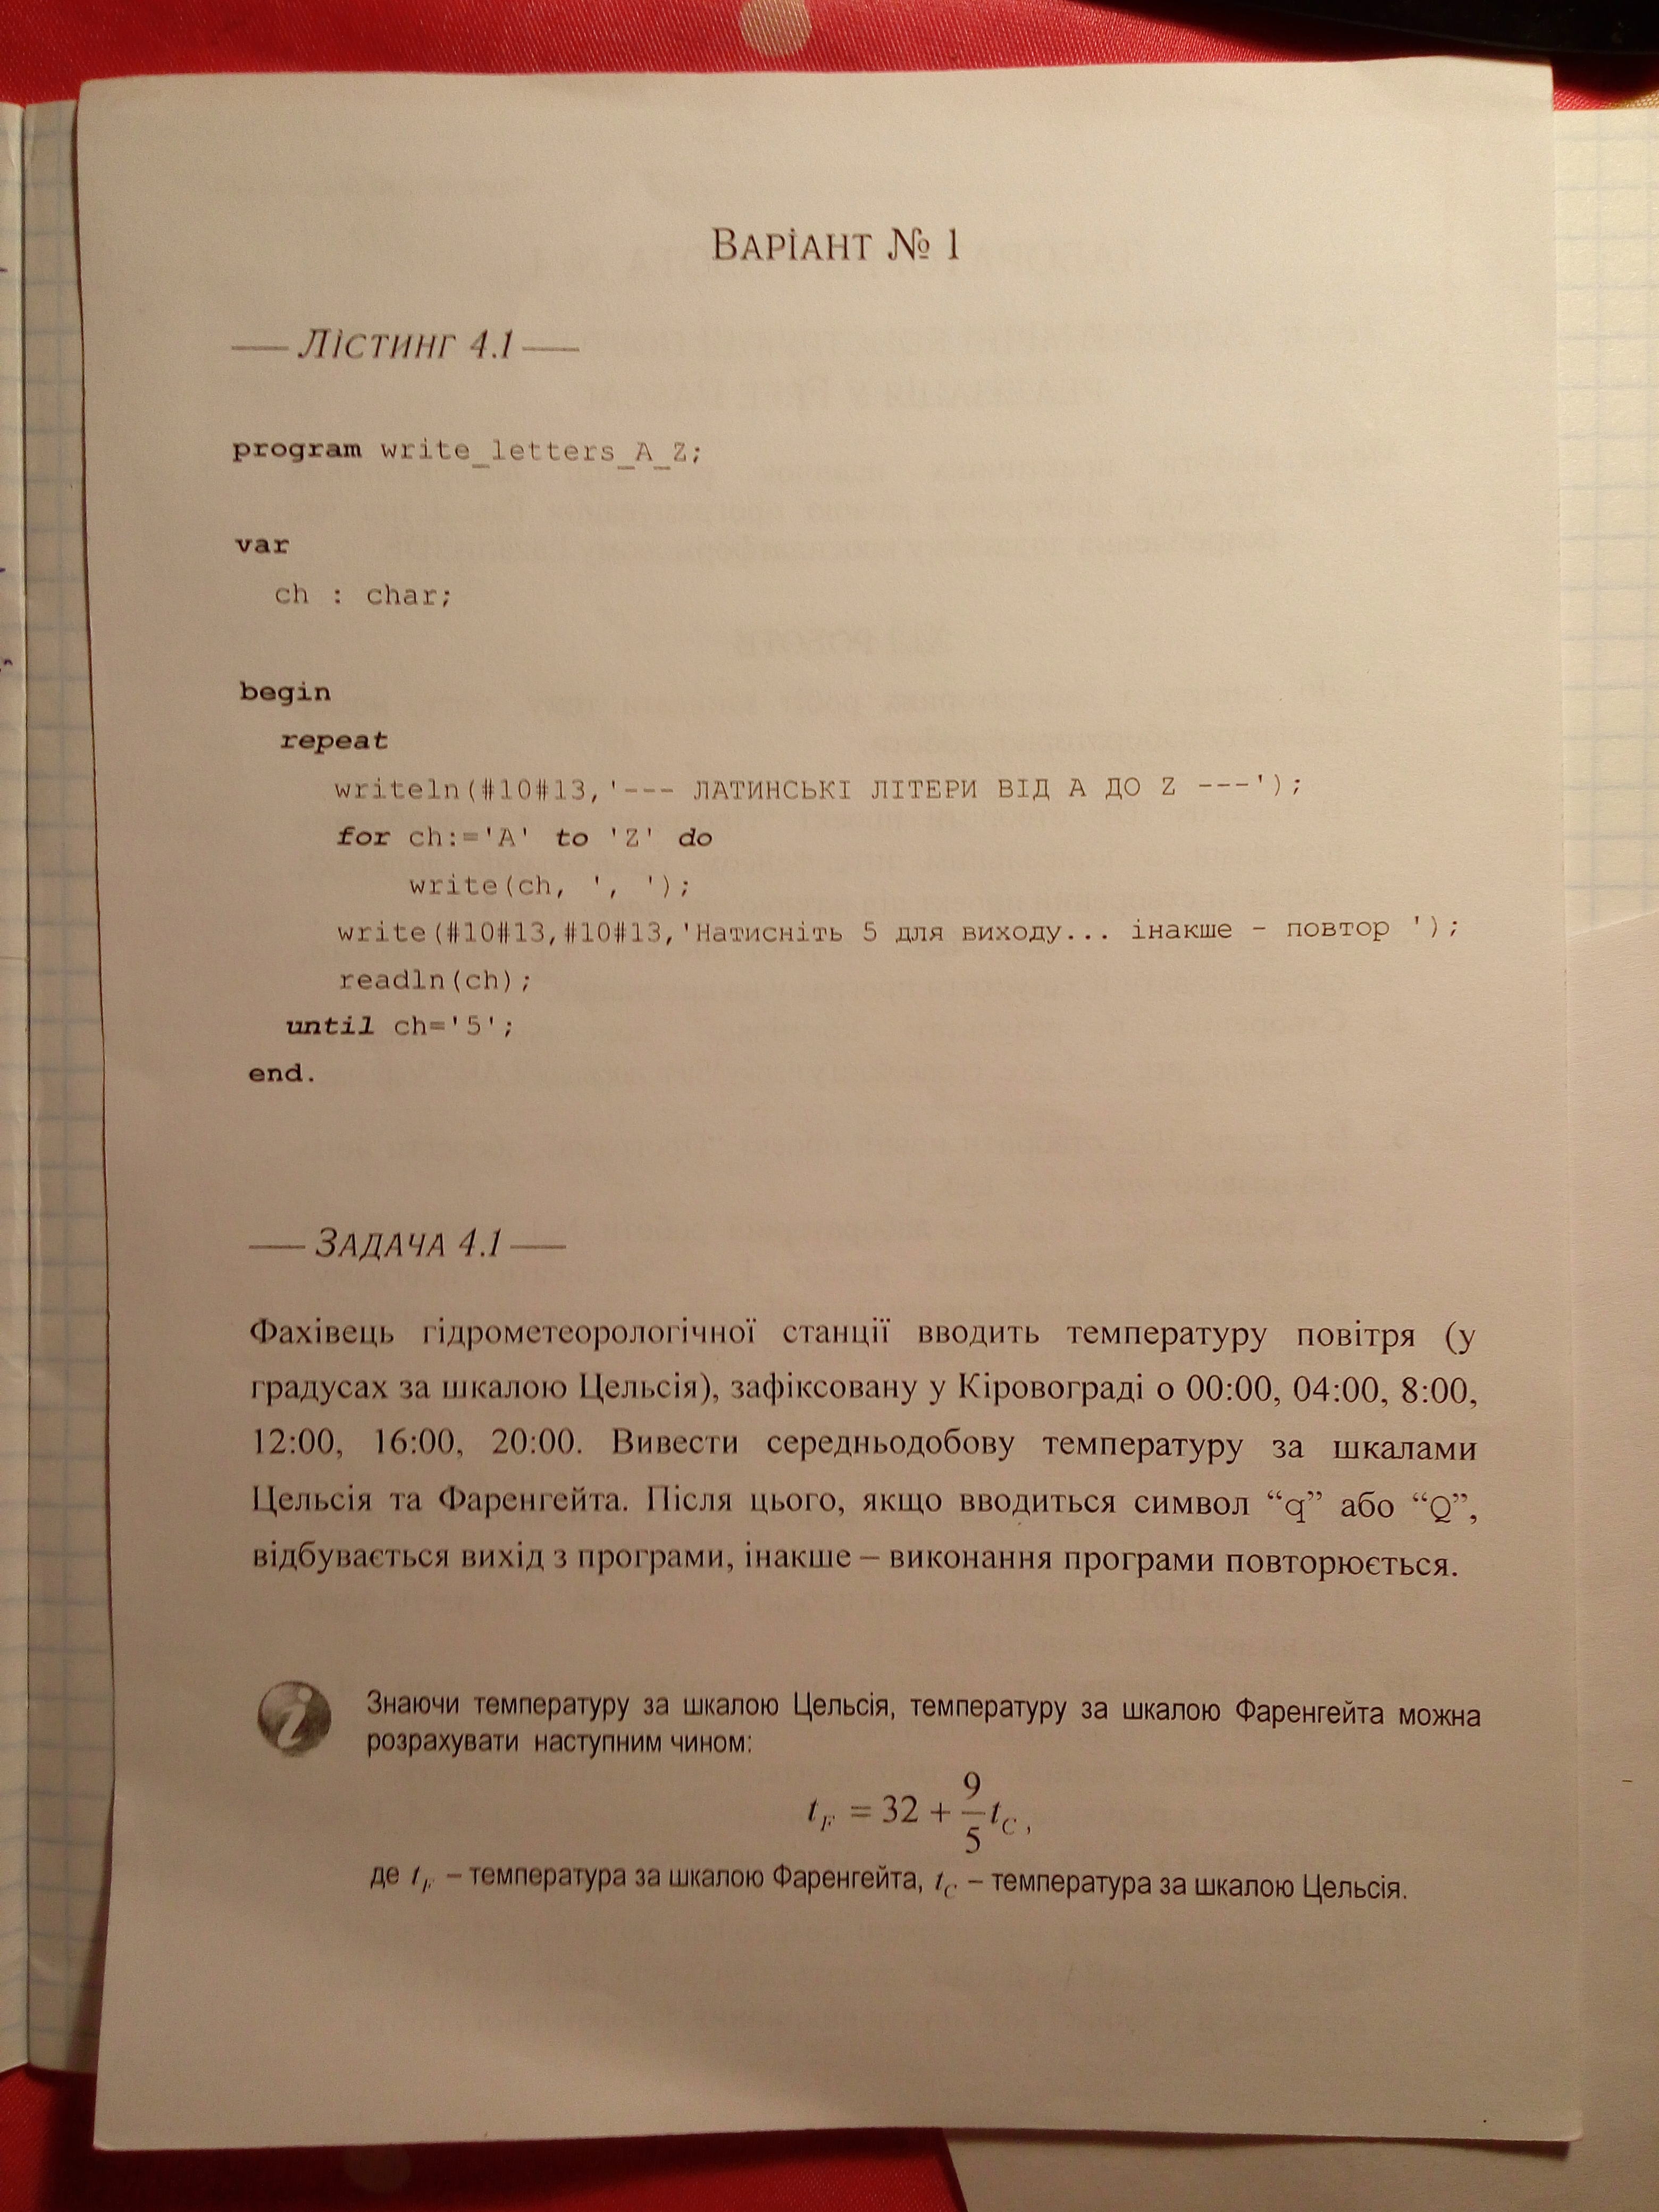 ВАРІАНТ № 1
— ЛІСТИНГ 4.1 —
program write_letters_A_Z;
var
ch : char;
begin
repeat
writeln(#10#13,'--- ЛАТИНСЬКІ ЛІТЕРИ ВІД A ДО Z ---');
for ch:='A' to 'Z' do
write(ch, ', ');
write(#10#13,#10#13,'Натисніть 5 для виходу... інакше - повтор ');
readln(ch);
until ch='5';
end.
— ЗАДАЧА 4.1 —
Фахівець гідрометеорологічної станції вводить температуру повітря (у
градусах за шкалою Цельсія), зафіксовану у Кіровограді о 00:00, 04:00, 8:00,
12:00, 16:00, 20:00. Вивести середньодобову температуру за шкалами
Цельсія та Фаренгейта. Після цього, якщо вводиться символ “q” або “Q”,
відбувається вихід з програми, інакше – виконання програми повторюється.
Знаючи температуру за шкалою Цельсія, температуру за шкалою Фаренгейта можна
розрахувати наступним чином:
t_F = 32 + 9/5 t_C,
де t_F – температура за шкалою Фаренгейта, t_C – температура за шкалою Цельсія.